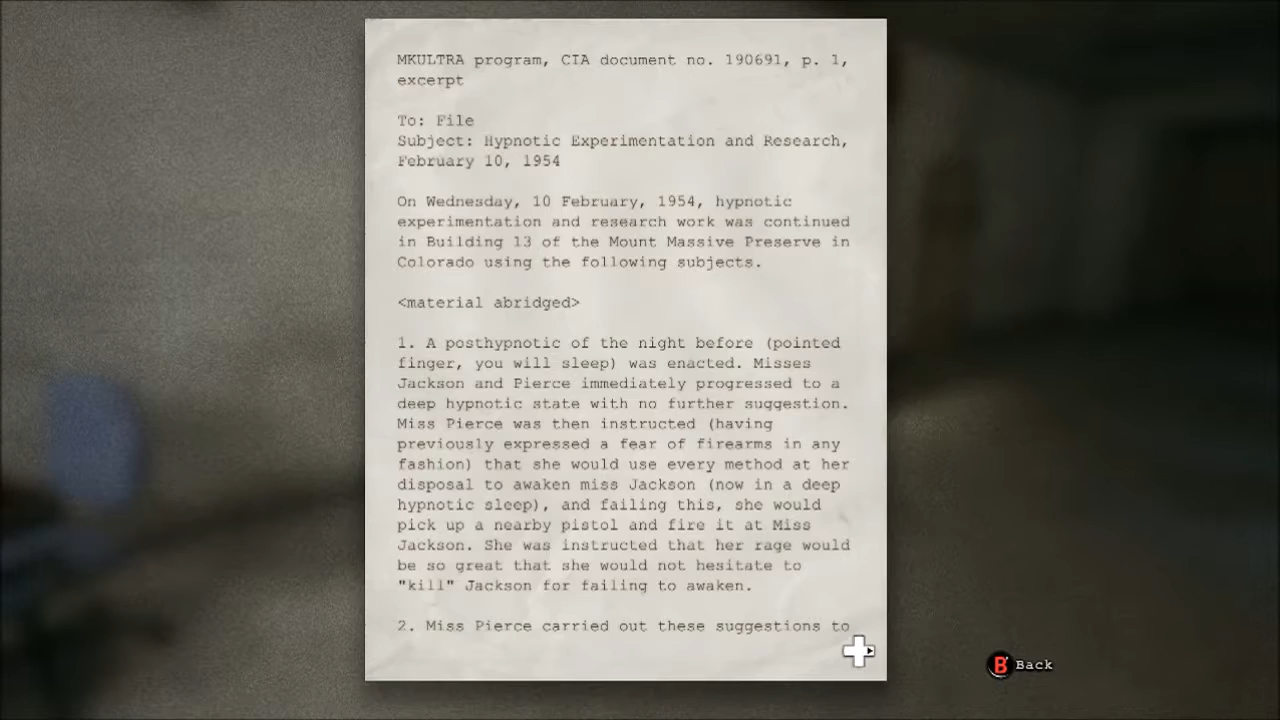 MKULTRA program, CIA document no. 190691, p. 1,
excerpt
To: File
Subject: Hypnotic Experimentation and Research,
February 10, 1954
On Wednesday, 10 February, 1954, hypnotic
experimentation and research work was continued
in Building 13 of the Mount Massive Preserve in
Colorado using the following subjects.
<material abridged>
1. A posthypnotic of the night before (pointed
finger, you will sleep) was enacted. Misses
Jackson and Pierce immediately progressed to a
deep hypnotic state with no further suggestion.
Miss Pierce was then instructed (having
previously expressed a fear of firearms in any
fashion) that she would use every method at her
disposal to awaken miss Jackson (now in a deep
hypnotic sleep), and failing this, she would
pick up a nearby pistol and fire it at Miss
Jackson. She was instructed that her rage would
be so great that she would not hesitate to
"kill" Jackson for failing to awaken.
2. Miss Pierce carried out these suggestions to
B Back